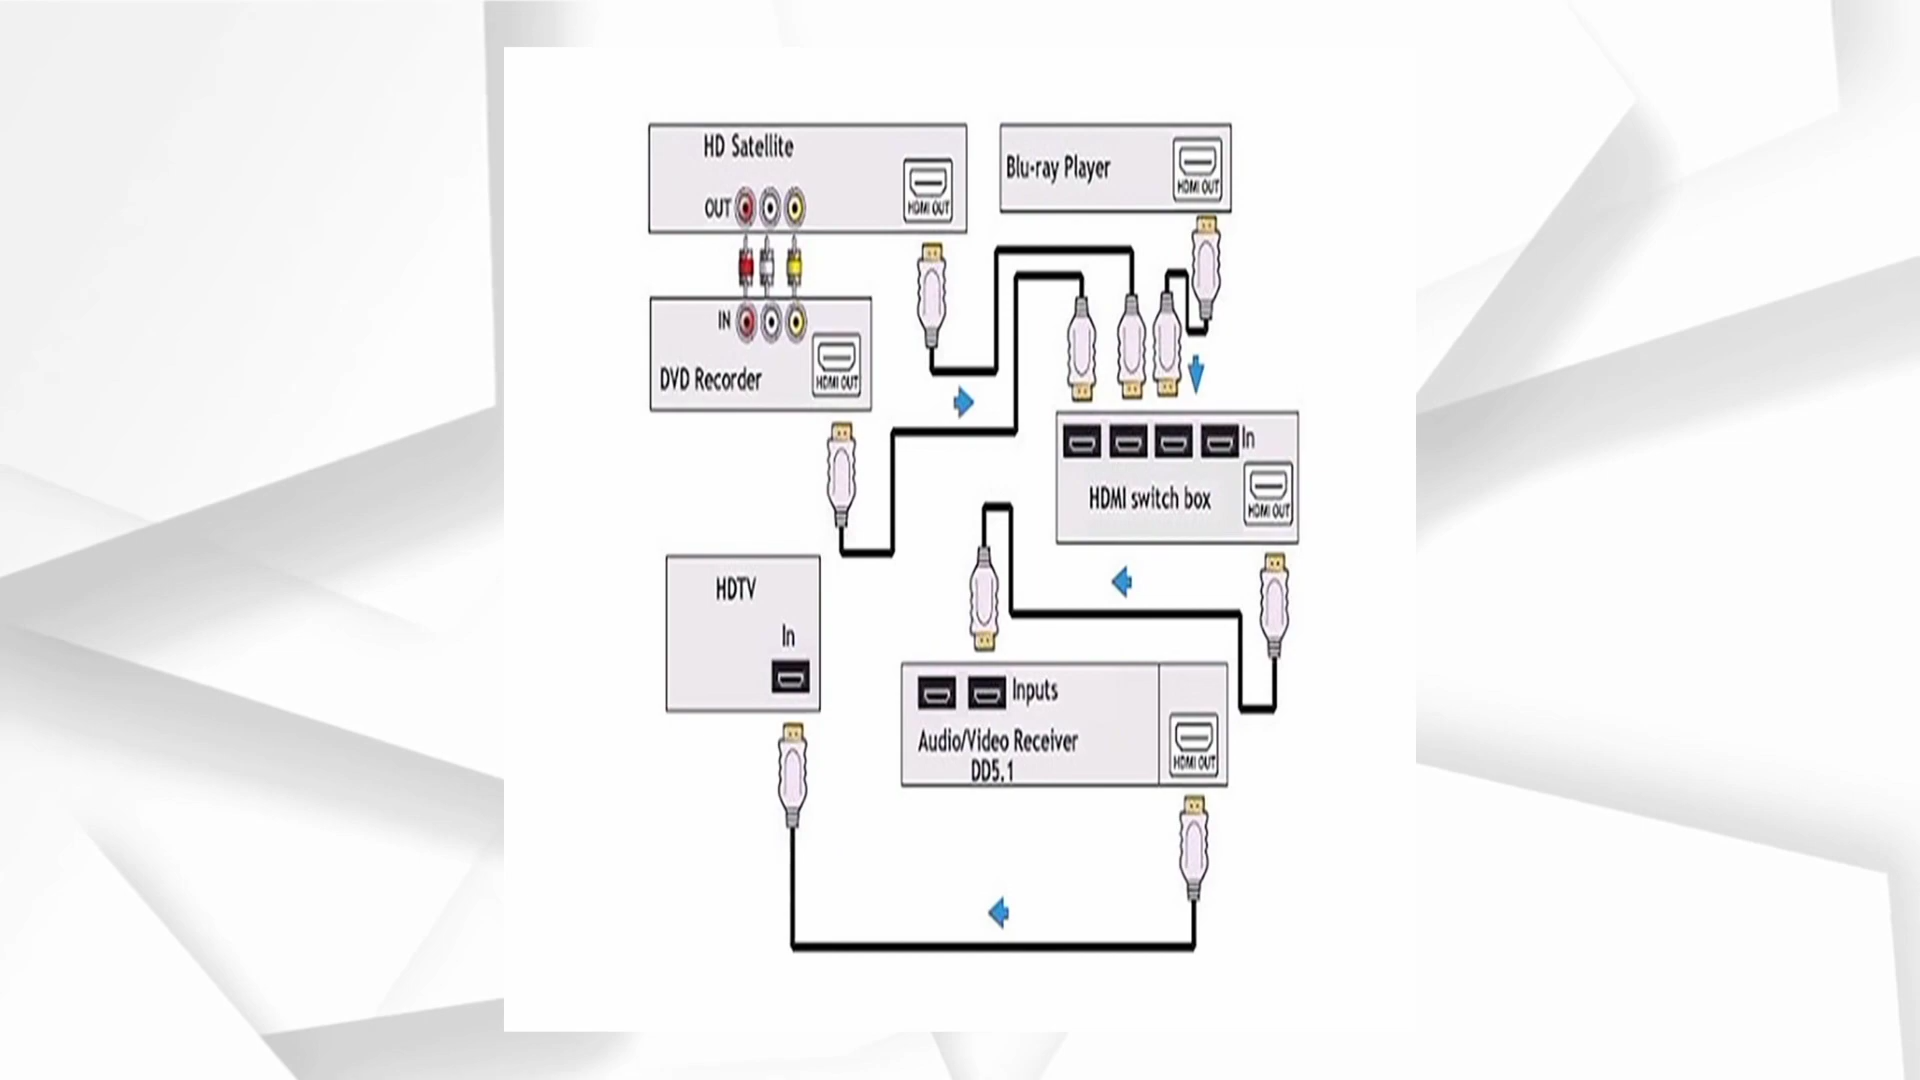 HD Satellite
OUT
HDMI OUT
Blu-ray Player
HDMI OUT
IN
DVD Recorder
HDMI OUT
In
HDMI switch box
HDMI OUT
HDTV
In
Inputs
Audio/Video Receiver
DD5.1
HDMI OUT